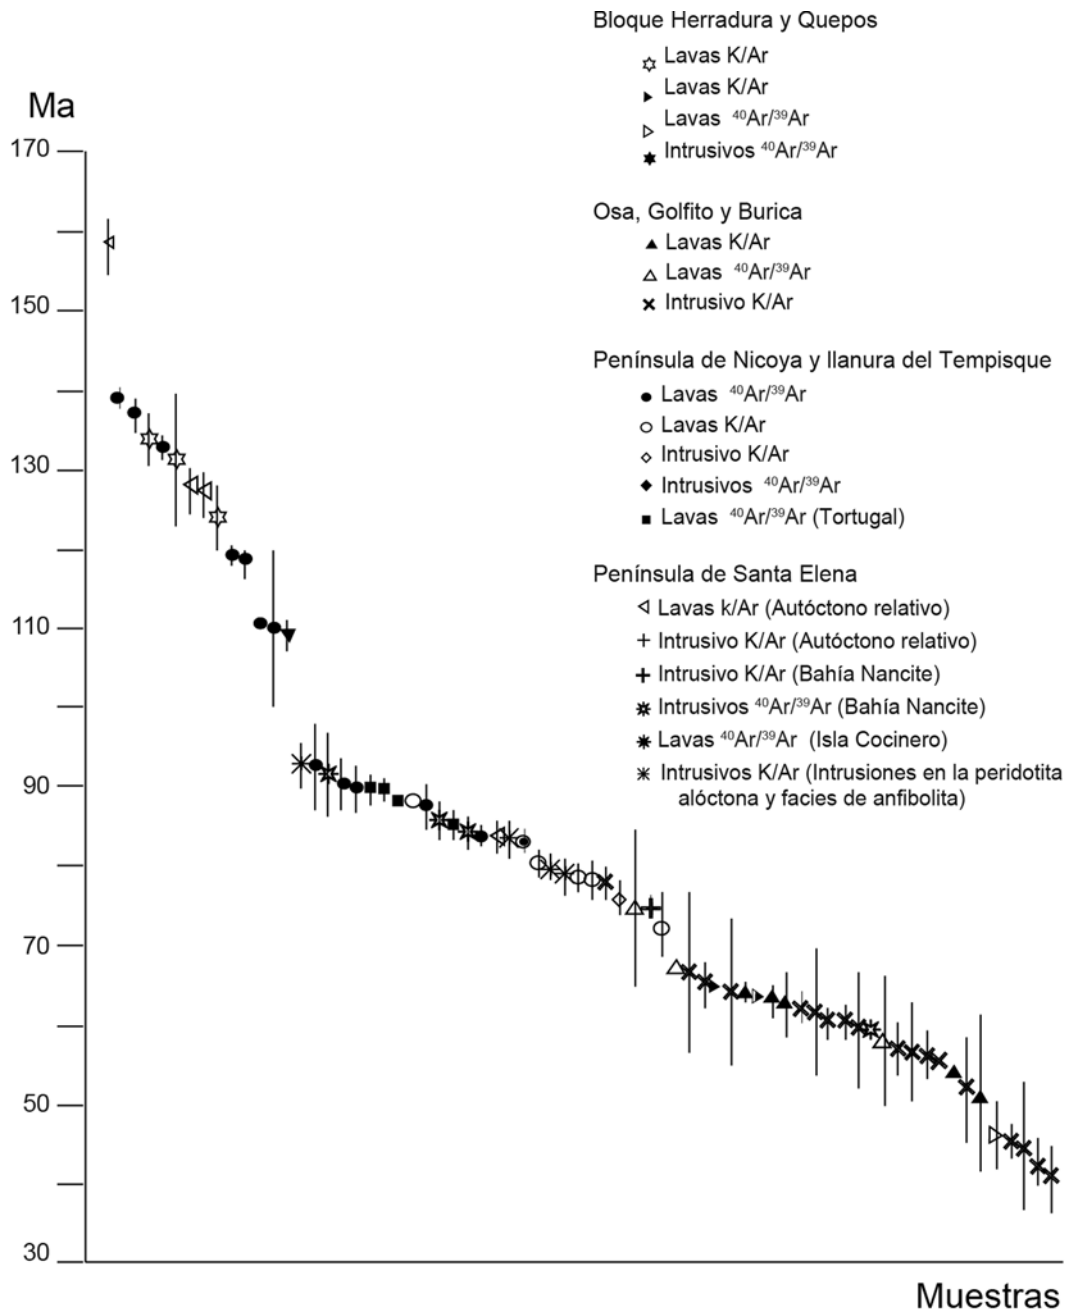 Bloque Herradura y Quepos
Lavas K/Ar
Lavas K/Ar
Lavas ⁴⁰Ar/³⁹Ar
Intrusivos ⁴⁰Ar/³⁹Ar
Osa, Golfito y Burica
Lavas K/Ar
Lavas ⁴⁰Ar/³⁹Ar
Intrusivo K/Ar
Península de Nicoya y llanura del Tempisque
Lavas ⁴⁰Ar/³⁹Ar
Lavas K/Ar
Intrusivo K/Ar
Intrusivos ⁴⁰Ar/³⁹Ar
Lavas ⁴⁰Ar/³⁹Ar (Tortugal)
Península de Santa Elena
Lavas k/Ar (Autóctono relativo)
Intrusivo K/Ar (Autóctono relativo)
Intrusivo K/Ar (Bahía Nancite)
Intrusivos ⁴⁰Ar/³⁹Ar (Bahía Nancite)
Lavas ⁴⁰Ar/³⁹Ar (Isla Cocinero)
Intrusivos K/Ar (Intrusiones en la peridotita
alóctona y facies de anfibolita)
Ma
170
150
130
110
90
70
50
30
Muestras